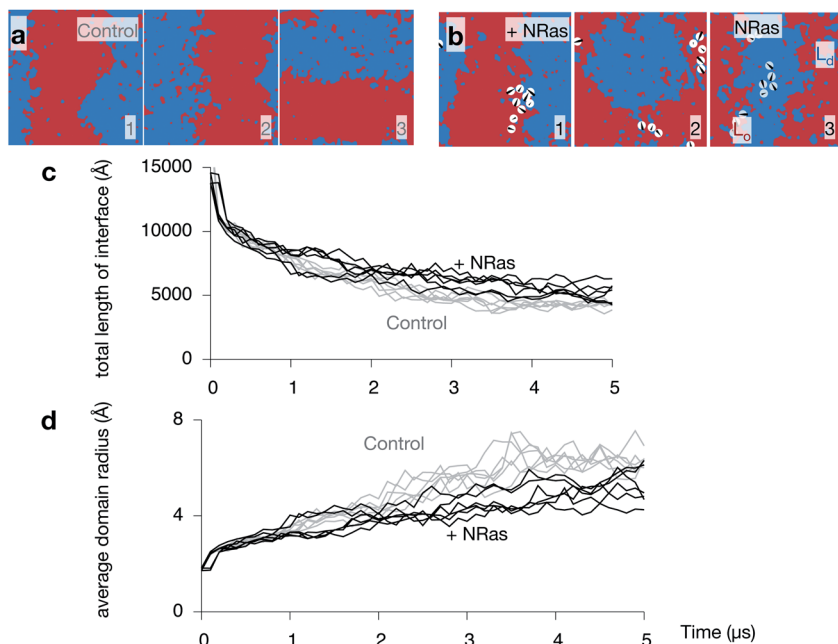 a
Control
1
2
3
b
+ NRas
1
2
NRas
Ld
Lo
3
c
total length of interface (Å)
15000
10000
5000
0
+ NRas
Control
0 1 2 3 4 5
d
average domain radius (Å)
8
4
0
Control
+ NRas
0 1 2 3 4 5
Time (μs)